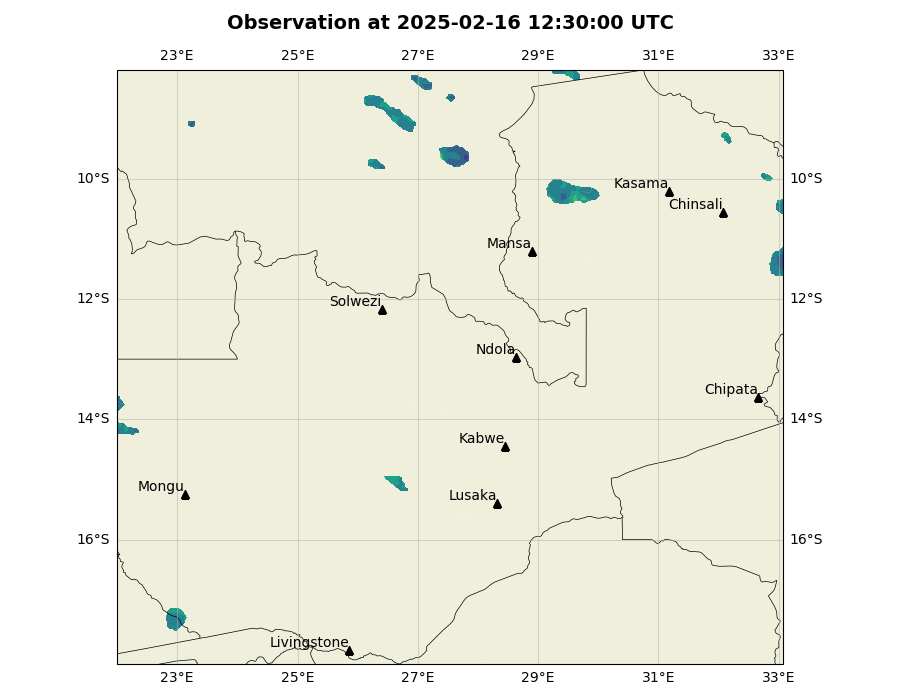 Observation at 2025-02-16 12:30:00 UTC
23°E 25°E 27°E 29°E 31°E 33°E
10°S 10°S
Kasama
Chinsali
Mansa
12°S 12°S
Solwezi
Ndola
Chipata
14°S 14°S
Kabwe
Mongu
Lusaka
16°S 16°S
Livingstone
23°E 25°E 27°E 29°E 31°E 33°E